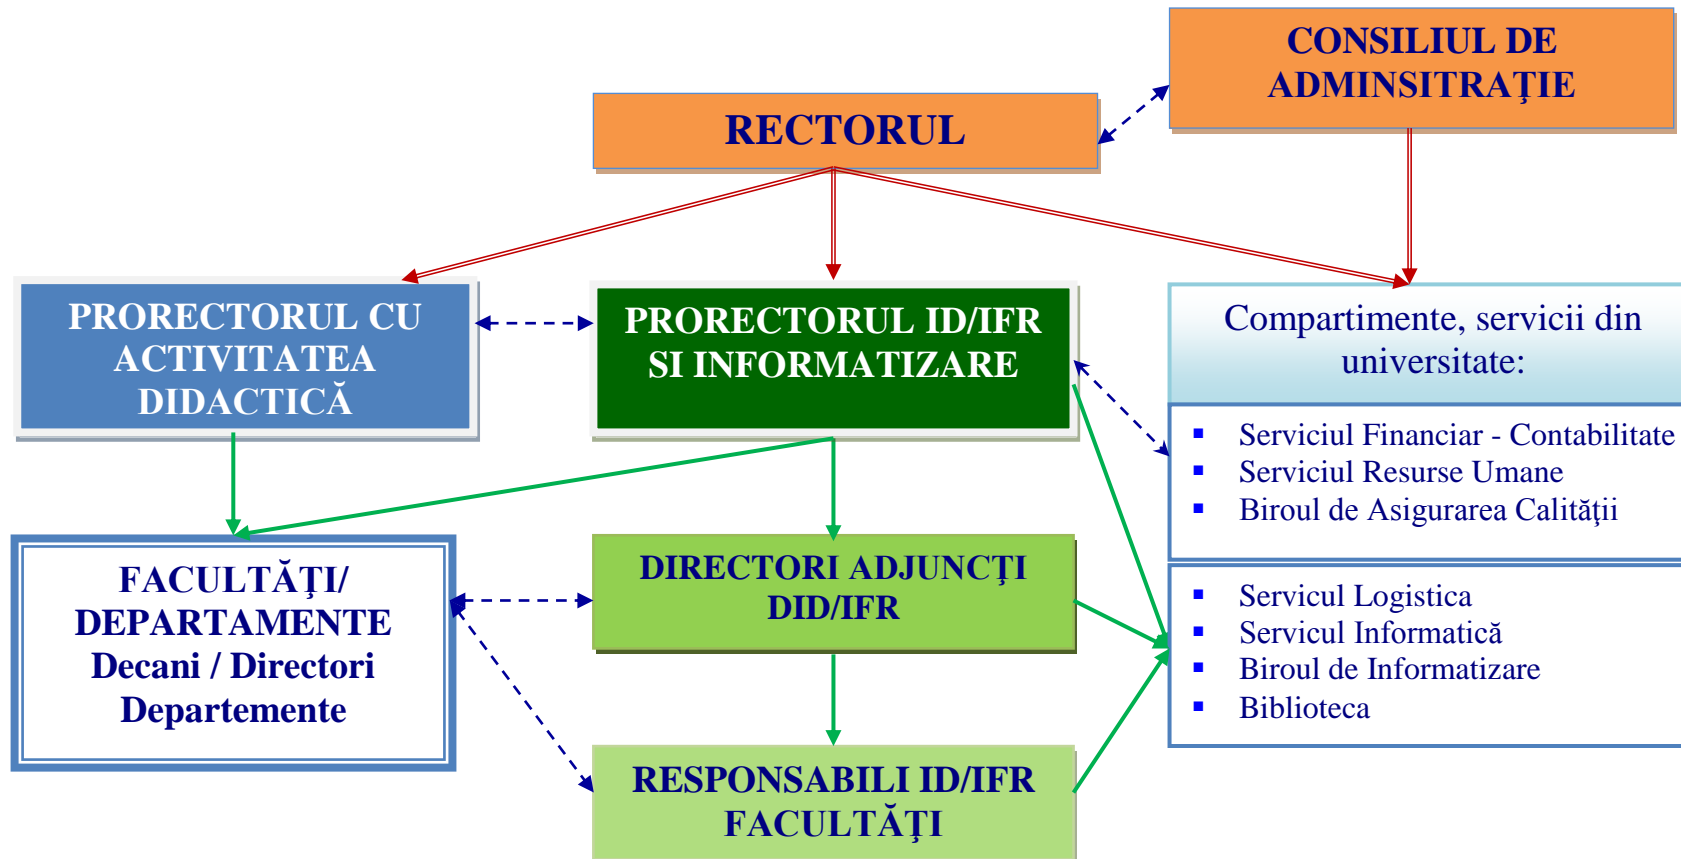 CONSILIUL DE
ADMINSITRAŢIE
RECTORUL
PRORECTORUL CU
ACTIVITATEA
DIDACTICĂ
PRORECTORUL ID/IFR
SI INFORMATIZARE
Compartimente, servicii din
universitate:
▪ Serviciul Financiar - Contabilitate
▪ Serviciul Resurse Umane
▪ Biroul de Asigurarea Calităţii
FACULTĂŢI/
DEPARTAMENTE
Decani / Directori
Departemente
DIRECTORI ADJUNCŢI
DID/IFR
▪ Servicul Logistica
▪ Servicul Informatică
▪ Biroul de Informatizare
▪ Biblioteca
RESPONSABILI ID/IFR
FACULTĂŢI